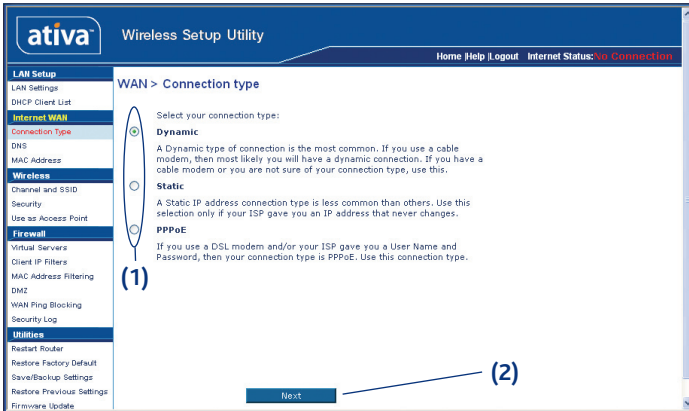 ativa™
Wireless Setup Utility
Home |Help |Logout Internet Status:No Connection
LAN Setup
LAN Settings
DHCP Client List
Internet WAN
Connection Type
DNS
MAC Address
Wireless
Channel and SSID
Security
Use as Access Point
Firewall
Virtual Servers
Client IP Filters
MAC Address Filtering
DMZ
WAN Ping Blocking
Security Log
Utilities
Restart Router
Restore Factory Default
Save/Backup Settings
Restore Previous Settings
Firmware Update
WAN > Connection type
Select your connection type:
Dynamic
A Dynamic type of connection is the most common. If you use a cable
modem, then most likely you will have a dynamic connection. If you have a
cable modem or you are not sure of your connection type, use this.
Static
A Static IP address connection type is less common than others. Use this
selection only if your ISP gave you an IP address that never changes.
PPPoE
If you use a DSL modem and/or your ISP gave you a User Name and
Password, then your connection type is PPPoE. Use this connection type.
(1)
Next
(2)